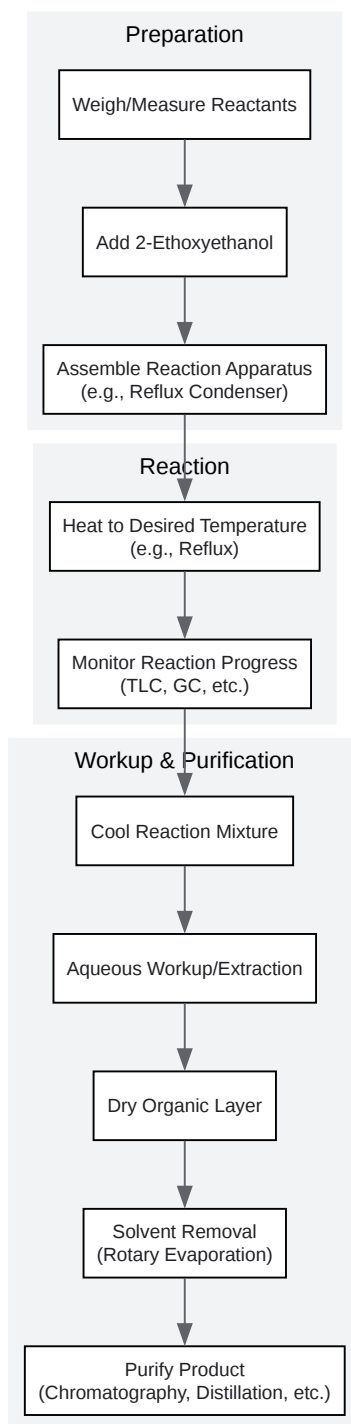 Preparation
Weigh/Measure Reactants
Add 2-Ethoxyethanol
Assemble Reaction Apparatus
(e.g., Reflux Condenser)
Reaction
Heat to Desired Temperature
(e.g., Reflux)
Monitor Reaction Progress
(TLC, GC, etc.)
Workup & Purification
Cool Reaction Mixture
Aqueous Workup/Extraction
Dry Organic Layer
Solvent Removal
(Rotary Evaporation)
Purify Product
(Chromatography, Distillation, etc.)